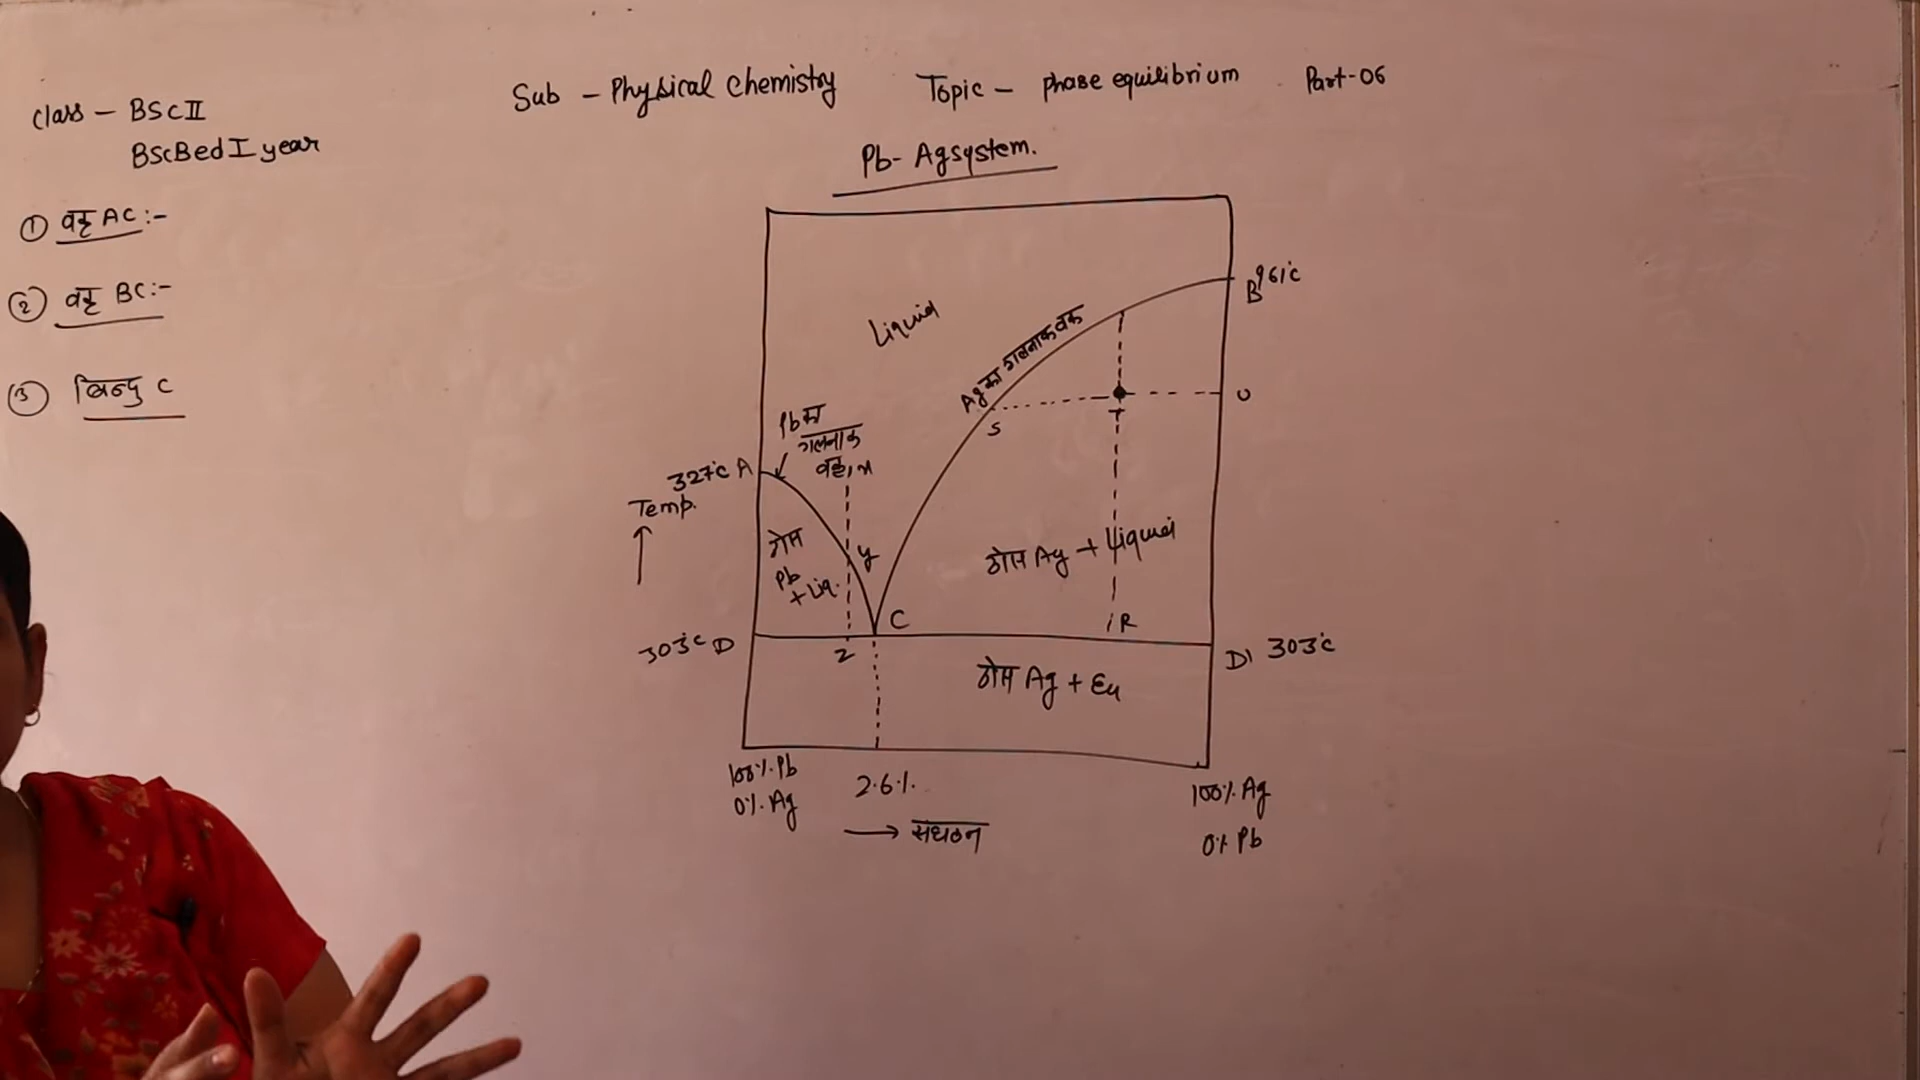 Class - BSc II
BScBed I year
Sub - Physical Chemistry
Topic - phase equilibrium
Part-06
Pb-Ag system.
① वक्र AC:-
② वक्र BC:-
③ बिन्दु C
961°C
B
Liquid
Ag का गलनांक वक्र
S
T
U
Pb का
गलनांक
वक्र, x
327°C A
Temp.
ठोस
Pb
+ Liq.
y
ठोस Ag + Liquid
C
R
303°C D
Z
D' 303°C
ठोस Ag + Eu
100% Pb
0% Ag
2.6%
→ संघठन
100% Ag
0% Pb